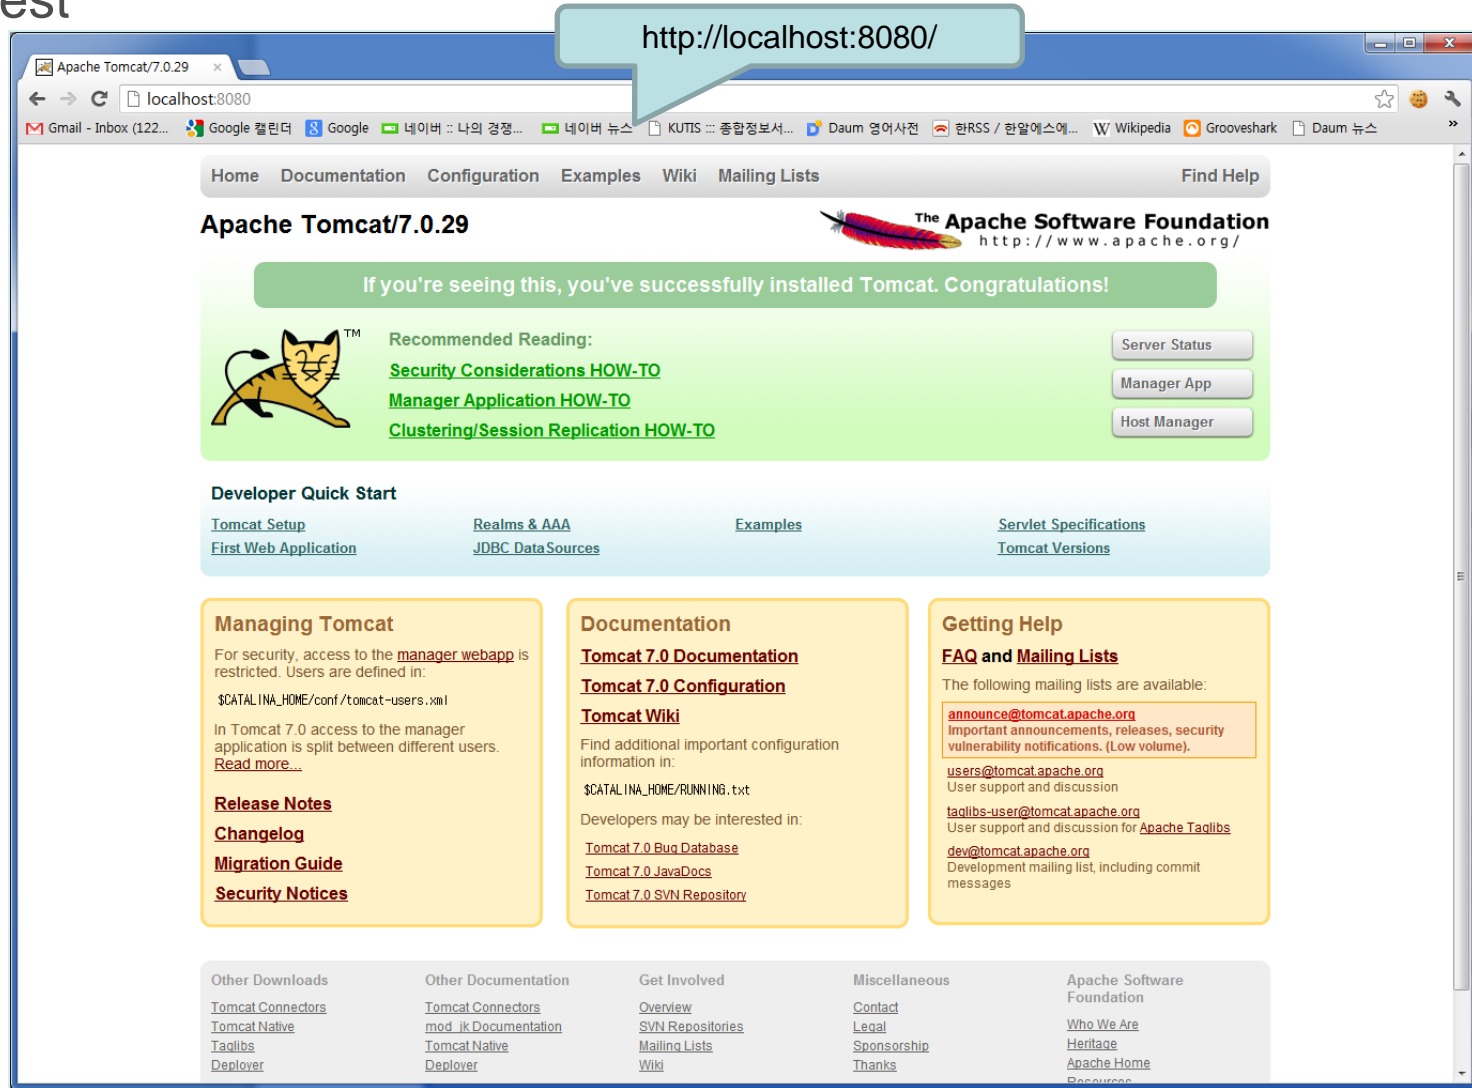 est
http://localhost:8080/
Apache Tomcat/7.0.29
localhost:8080
Gmail - Inbox (122...
Google 캘린더
Google
네이버 :: 나의 경쟁...
네이버 뉴스
KUTIS ::: 종합정보서...
Daum 영어사전
한RSS / 한알에스에...
Wikipedia
Grooveshark
Daum 뉴스
»
Home Documentation Configuration Examples Wiki Mailing Lists Find Help
Apache Tomcat/7.0.29
The Apache Software Foundation
http://www.apache.org/
If you're seeing this, you've successfully installed Tomcat. Congratulations!
TM
Recommended Reading:
Security Considerations HOW-TO
Manager Application HOW-TO
Clustering/Session Replication HOW-TO
Server Status
Manager App
Host Manager
Developer Quick Start
Tomcat Setup
First Web Application
Realms & AAA
JDBC DataSources
Examples
Servlet Specifications
Tomcat Versions
Managing Tomcat
For security, access to the manager webapp is
restricted. Users are defined in:
$CATALINA_HOME/conf/tomcat-users.xml
In Tomcat 7.0 access to the manager
application is split between different users.
Read more...
Release Notes
Changelog
Migration Guide
Security Notices
Documentation
Tomcat 7.0 Documentation
Tomcat 7.0 Configuration
Tomcat Wiki
Find additional important configuration
information in:
$CATALINA_HOME/RUNNING.txt
Developers may be interested in:
Tomcat 7.0 Bug Database
Tomcat 7.0 JavaDocs
Tomcat 7.0 SVN Repository
Getting Help
FAQ and Mailing Lists
The following mailing lists are available:
announce@tomcat.apache.org
Important announcements, releases, security
vulnerability notifications. (Low volume).
users@tomcat.apache.org
User support and discussion
taglibs-user@tomcat.apache.org
User support and discussion for Apache Taglibs
dev@tomcat.apache.org
Development mailing list, including commit
messages
Other Downloads
Tomcat Connectors
Tomcat Native
Taglibs
Deployer
Other Documentation
Tomcat Connectors
mod_jk Documentation
Tomcat Native
Deployer
Get Involved
Overview
SVN Repositories
Mailing Lists
Wiki
Miscellaneous
Contact
Legal
Sponsorship
Thanks
Apache Software
Foundation
Who We Are
Heritage
Apache Home
Resources